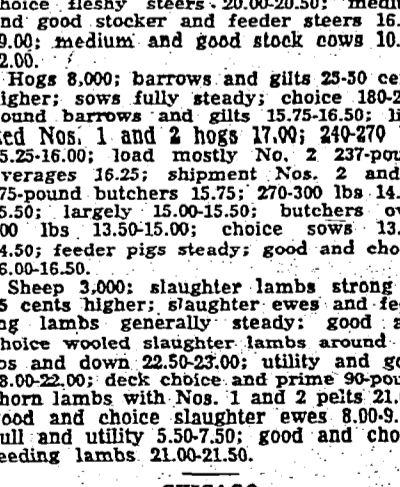 hoice fleshy steers 20.00-20.50; medi
nd good stocker and feeder steers 16.
9.00; medium and good stock cows 10.
2.00.
Hogs 8,000; barrows and gilts 25-50 ce
igher; sows fully steady; choice 180-2
ound barrows and gilts 15.75-16.50; li
ted Nos. 1 and 2 hogs 17.00; 240-270
5.25-16.00; load mostly No. 2 237-pou
verages 16.25; shipment Nos. 2 and
75-pound butchers 15.75; 270-300 lbs 14.
5.50; largely 15.00-15.50; butchers ov
00 lbs 13.50-15.00; choice sows 13.
4.50; feeder pigs steady; good and cho
6.00-16.50.
Sheep 3,000; slaughter lambs strong
5 cents higher; slaughter ewes and fe
ng lambs generally steady; good a
hoice wooled slaughter lambs around
bs and down 22.50-23.00; utility and go
8.00-22.00; deck choice and prime 90-pou
horn lambs with Nos. 1 and 2 pelts 21.
ood and choice slaughter ewes 8.00-9.
ull and utility 5.50-7.50; good and cho
eeding lambs 21.00-21.50.